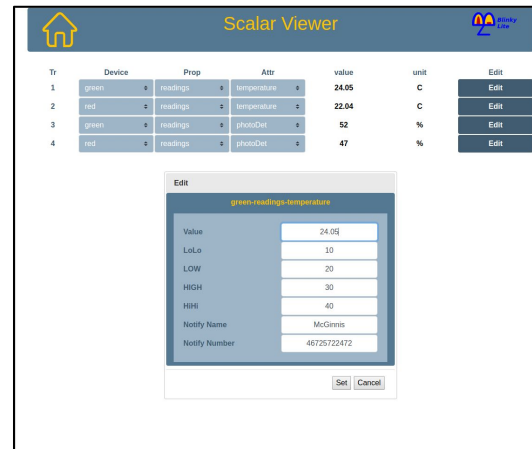 Scalar Viewer
Blinky
Lite
Tr Device Prop Attr value unit Edit
1 green readings temperature 24.05 C Edit
2 red readings temperature 22.04 C Edit
3 green readings photoDet 52 % Edit
4 red readings photoDet 47 % Edit
Edit
green-readings-temperature
Value 24.05
LoLo 10
LOW 20
HIGH 30
HiHi 40
Notify Name McGinnis
Notify Number 46725722472
Set Cancel